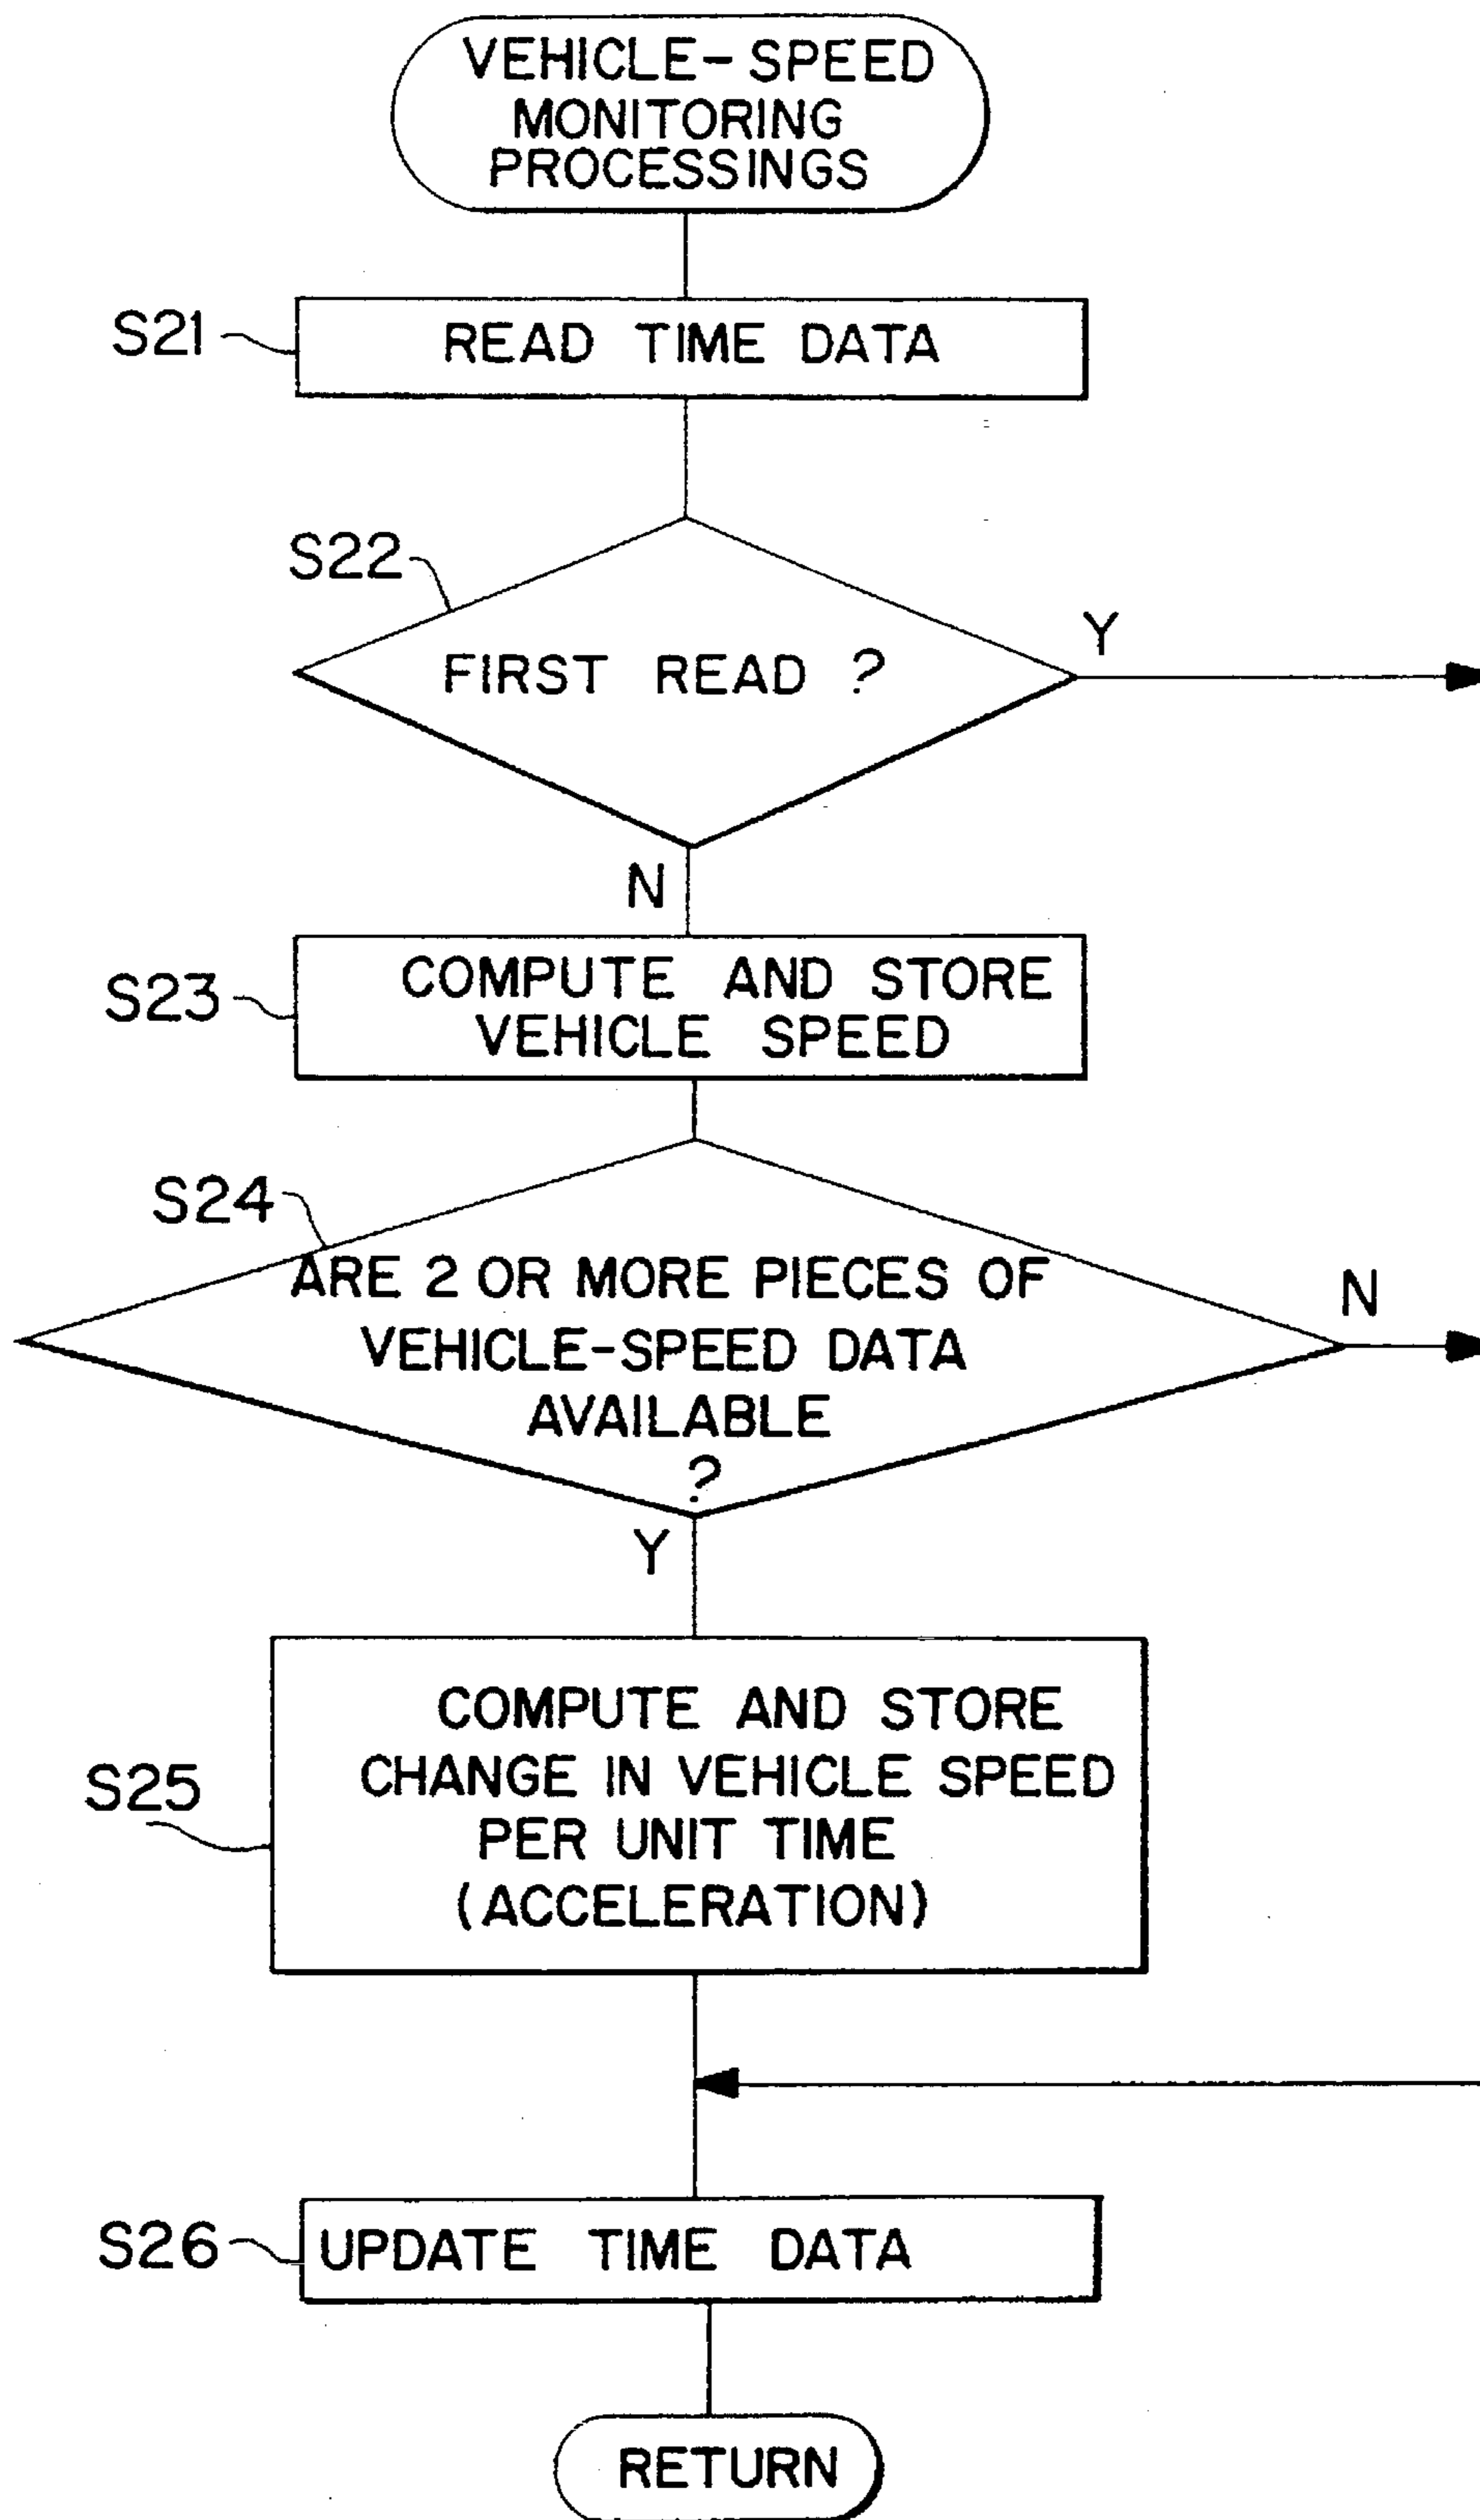 VEHICLE-SPEED
MONITORING
PROCESSINGS
S21
READ TIME DATA
S22
FIRST READ ?
Y
N
S23
COMPUTE AND STORE
VEHICLE SPEED
S24
ARE 2 OR MORE PIECES OF
VEHICLE-SPEED DATA
AVAILABLE
?
N
Y
S25
COMPUTE AND STORE
CHANGE IN VEHICLE SPEED
PER UNIT TIME
(ACCELERATION)
S26
UPDATE TIME DATA
RETURN